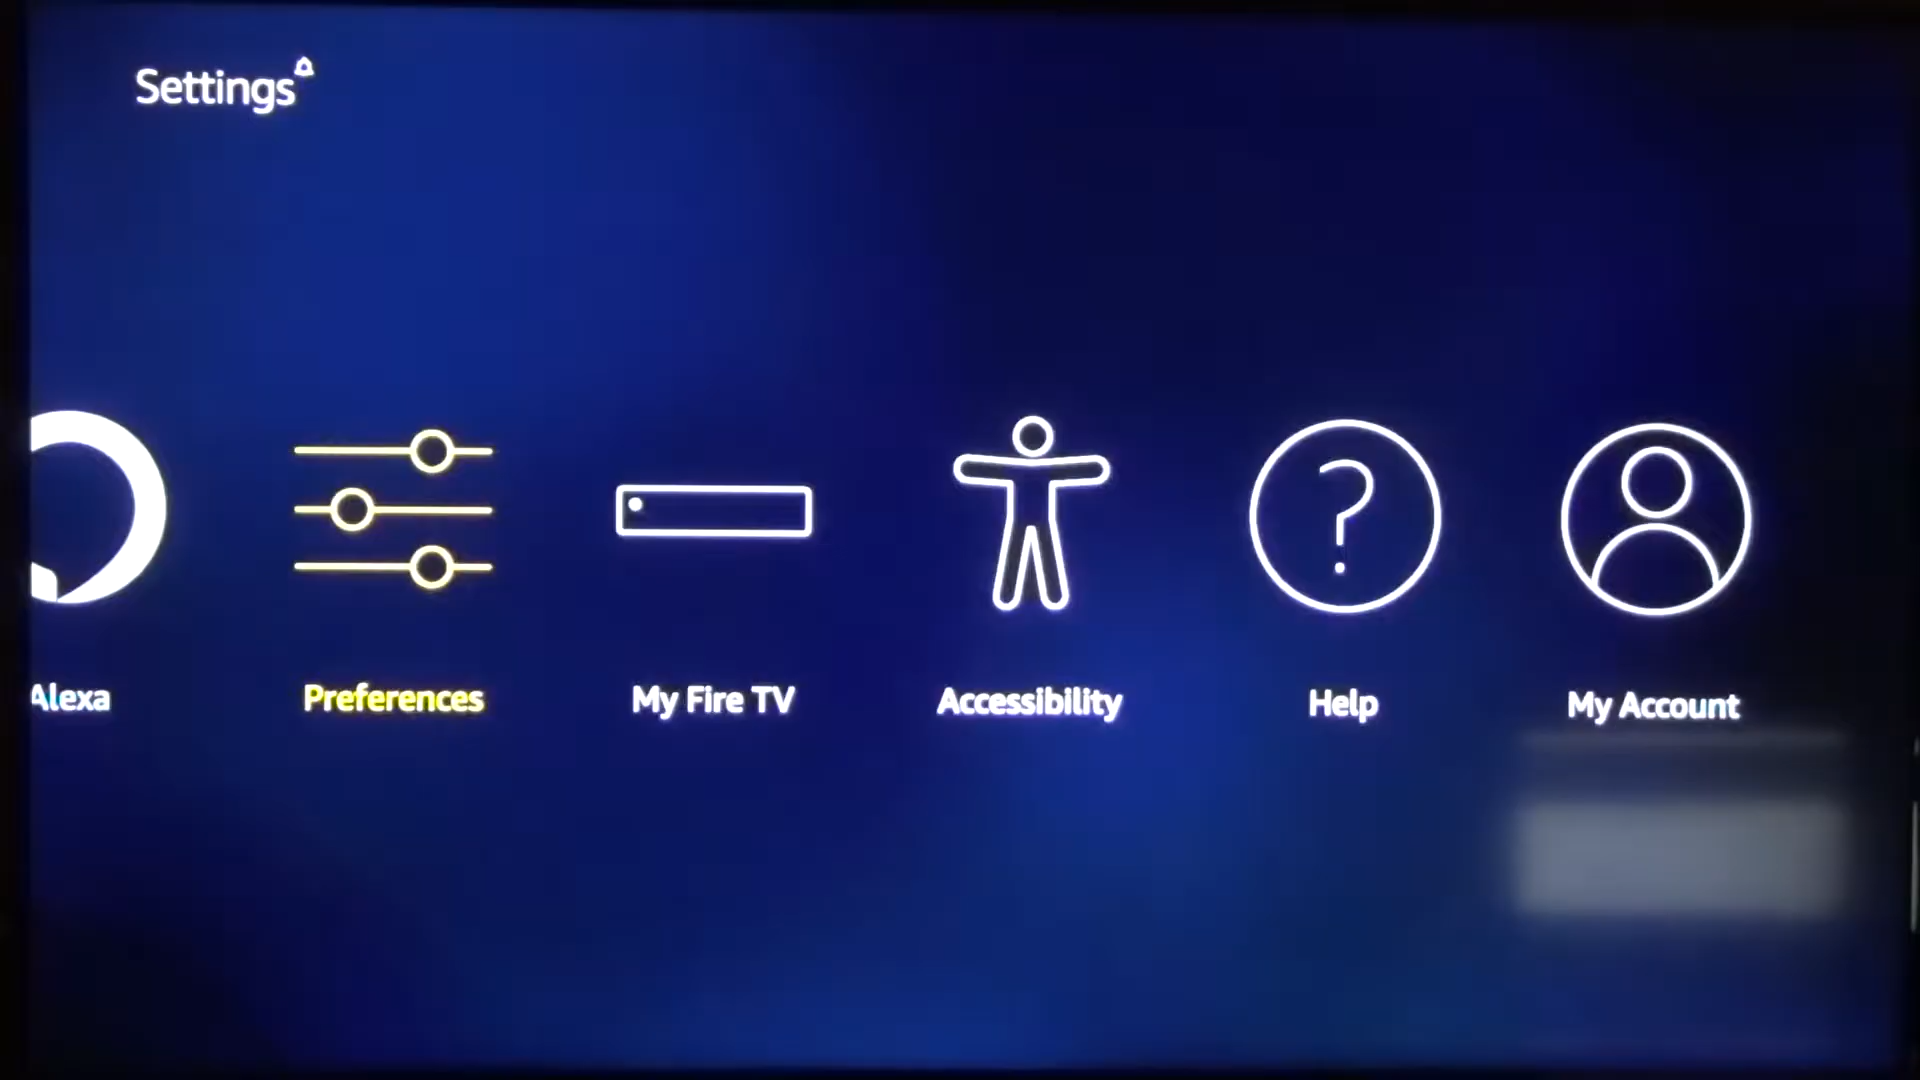 Settings
Alexa
Preferences
My Fire TV
Accessibility
Help
My Account